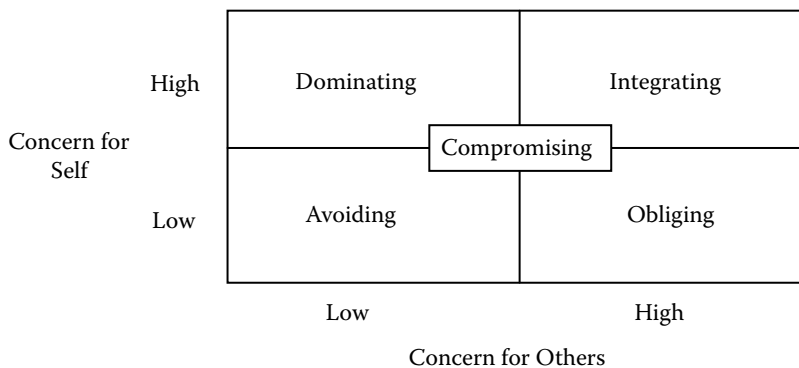 High
Dominating
Integrating
Concern for
Self
Compromising
Low
Avoiding
Obliging
Low
High
Concern for Others